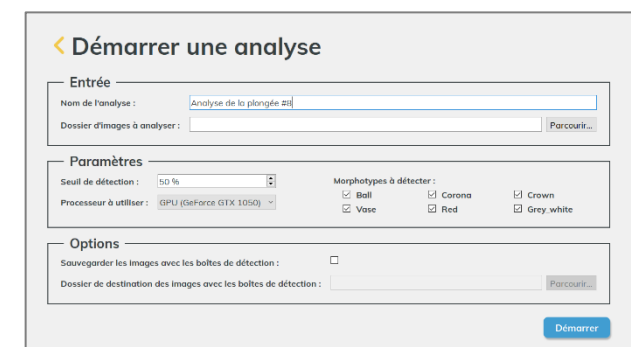 Démarrer une analyse
Entrée
Nom de l'analyse : Analyse de la plongée #8
Dossier d'images à analyser : Parcourir...
Paramètres
Seuil de détection : 50 % Morphotypes à détecter :
Ball Corona Crown
Processeur à utiliser : GPU (GeForce GTX 1050)
Vase Red Grey_white
Options
Sauvegarder les images avec les boîtes de détection :
Dossier de destination des images avec les boîtes de détection : Parcourir...
Démarrer